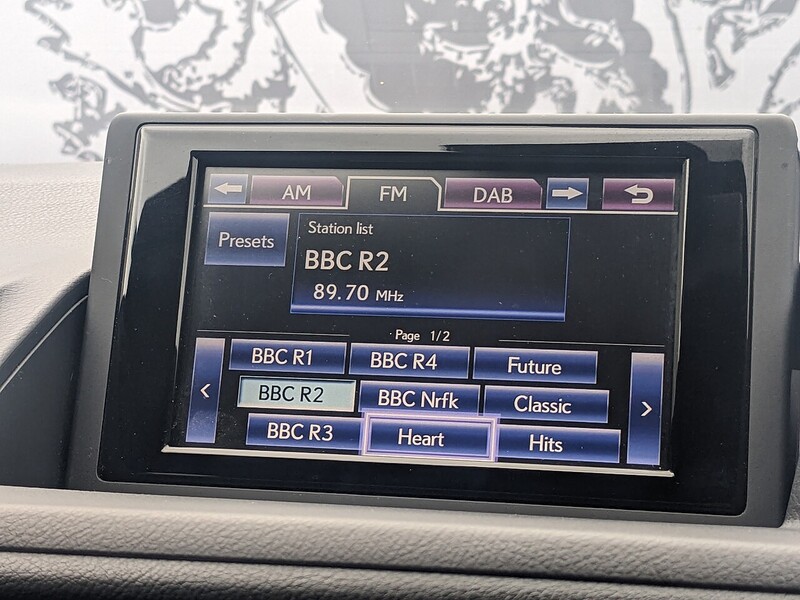 AM FM DAB
Presets
Station list
BBC R2
89.70 MHz
Page 1/2
BBC R1 BBC R4 Future
BBC R2 BBC Nrfk Classic
BBC R3 Heart Hits